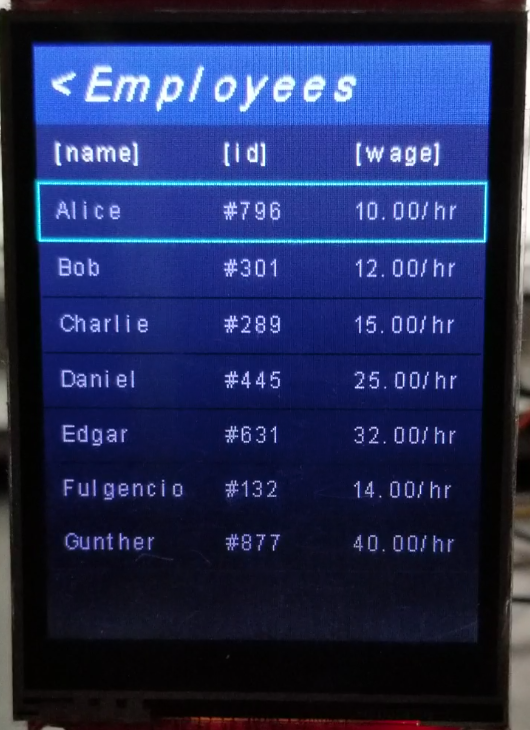 <Employees
[name] [id] [wage]
Alice #796 10.00/hr
Bob #301 12.00/hr
Charlie #289 15.00/hr
Daniel #445 25.00/hr
Edgar #631 32.00/hr
Fulgencio #132 14.00/hr
Gunther #877 40.00/hr